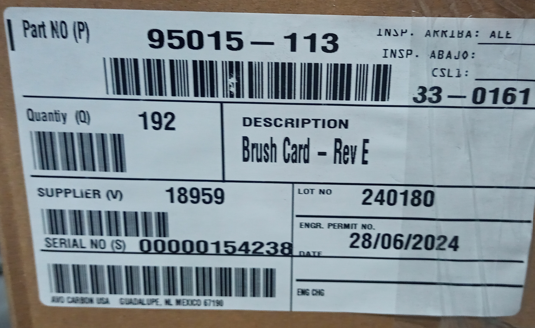 Part NO (P)
95015-113
INSP. ARRIBA: ALE
INSP. ABAJO:
CSL1:
33-0161
Quantiy (Q)
192
DESCRIPTION
Brush Card - Rev E
SUPPLIER (V)
18959
LOT NO
240180
ENGR. PERMIT NO.
SERIAL NO (S) 00000154238
28/06/2024
DATE
AVO CARBON USA GUADALUPE, NL MEXICO 67190
ENG CHG